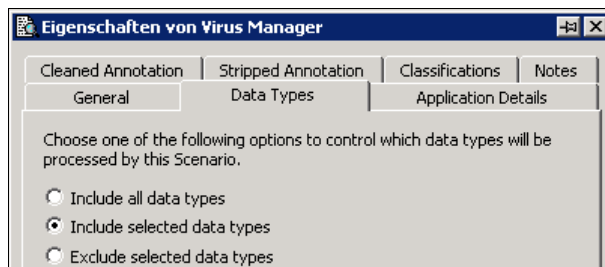 Eigenschaften von Virus Manager
Cleaned Annotation Stripped Annotation Classifications Notes
General Data Types Application Details
Choose one of the following options to control which data types will be
processed by this Scenario.
Include all data types
Include selected data types
Exclude selected data types